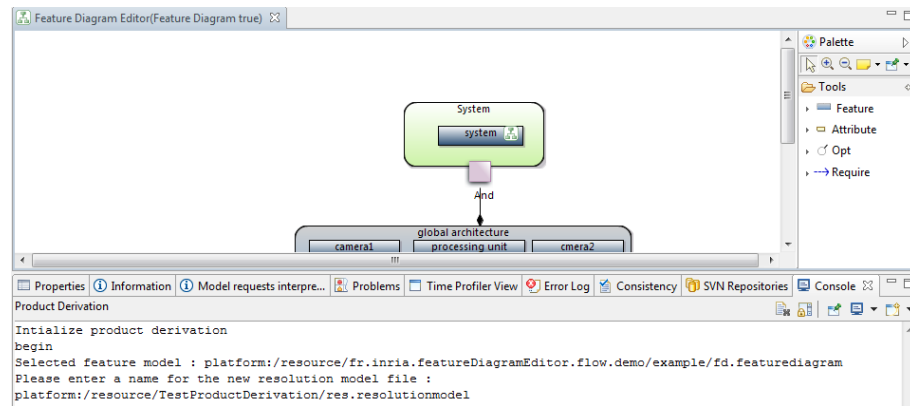 Feature Diagram Editor(Feature Diagram true)
Palette
Tools
Feature
Attribute
Opt
Require
System
system
And
global architecture
camera1 processing unit cmera2
Properties Information Model requests interpre... Problems Time Profiler View Error Log Consistency SVN Repositories Console
Product Derivation
Intialize product derivation
begin
Selected feature model : platform:/resource/fr.inria.featureDiagramEditor.flow.demo/example/fd.featurediagram
Please enter a name for the new resolution model file :
platform:/resource/TestProductDerivation/res.resolutionmodel